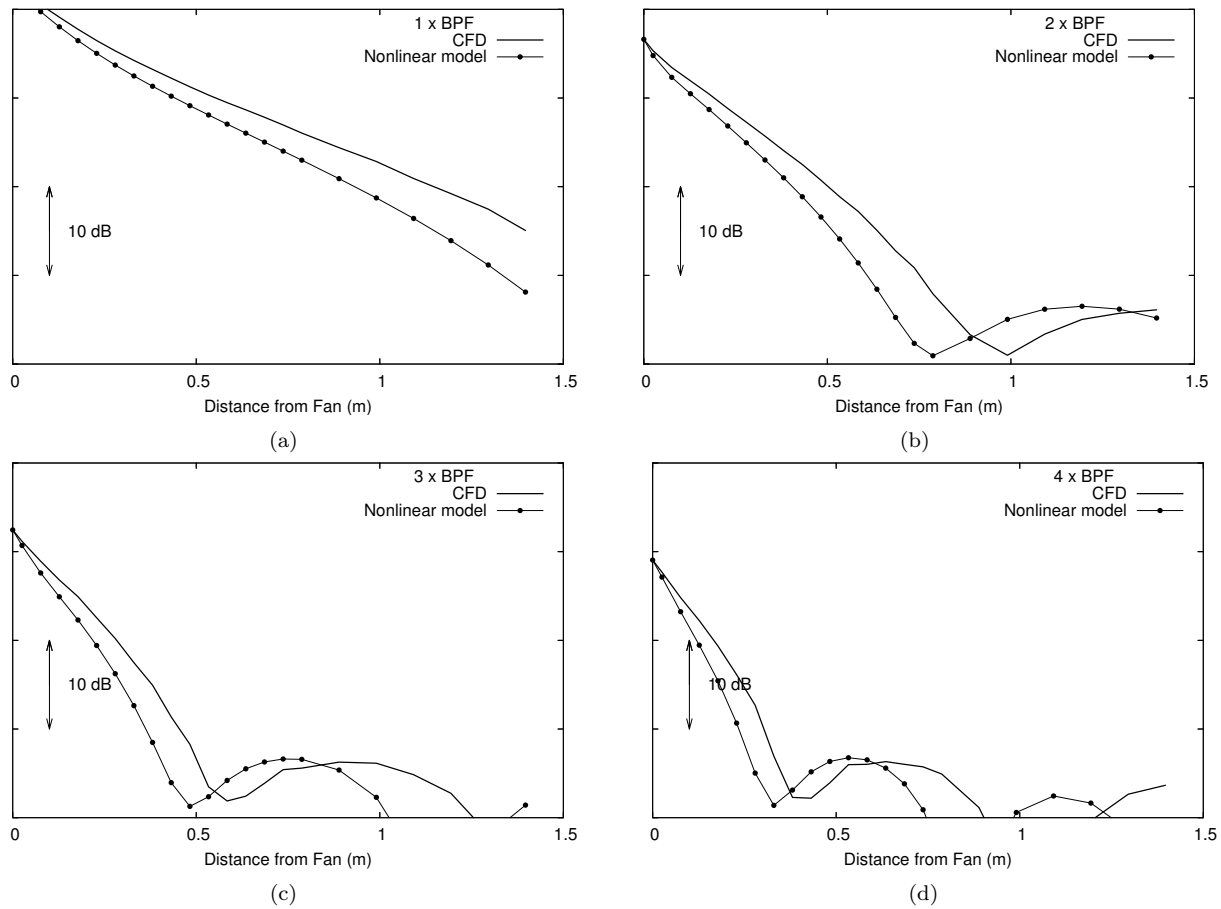 1 x BPF
CFD
Nonlinear model
10 dB
0 0.5 1 1.5
Distance from Fan (m)
(a)
2 x BPF
CFD
Nonlinear model
10 dB
0 0.5 1 1.5
Distance from Fan (m)
(b)
3 x BPF
CFD
Nonlinear model
10 dB
0 0.5 1 1.5
Distance from Fan (m)
(c)
4 x BPF
CFD
Nonlinear model
10 dB
0 0.5 1 1.5
Distance from Fan (m)
(d)